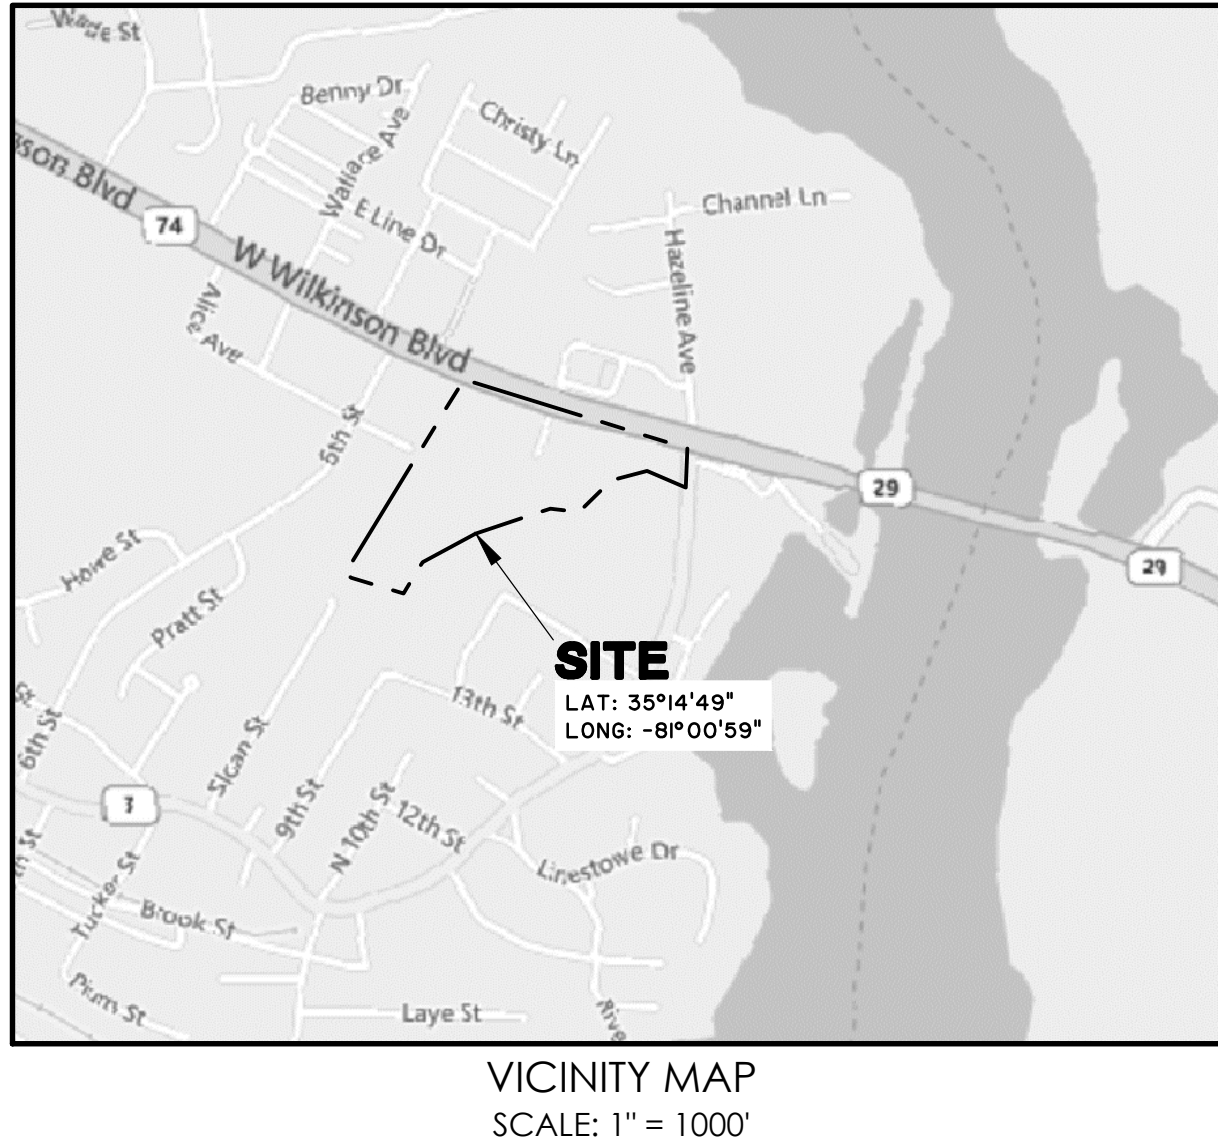 Benny Dr
Christy Ln
Wallace Ave
son Blvd
74
E Line Dr
Channel Ln
W Wilkinson Blvd
Hazeline Ave
Alice Ave
6th St
29
29
Howe St
Pratt St
SITE
LAT: 35°14'49"
LONG: -81°00'59"
St
13th St
6th St
Sloan St
7
9th St
N 10th St
12th St
Linestowe Dr
Tucker St
Brook St
Plum St
Laye St
Rive
VICINITY MAP
SCALE: 1" = 1000'